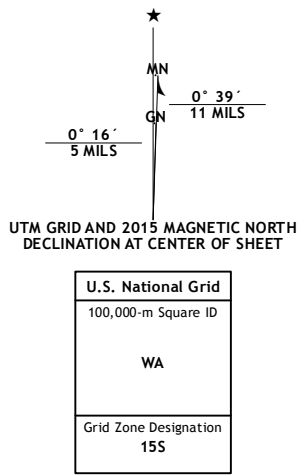 MN
GN
0° 39´
11 MILS
0° 16´
5 MILS
UTM GRID AND 2015 MAGNETIC NORTH
DECLINATION AT CENTER OF SHEET
U.S. National Grid
100,000-m Square ID
WA
Grid Zone Designation
15S